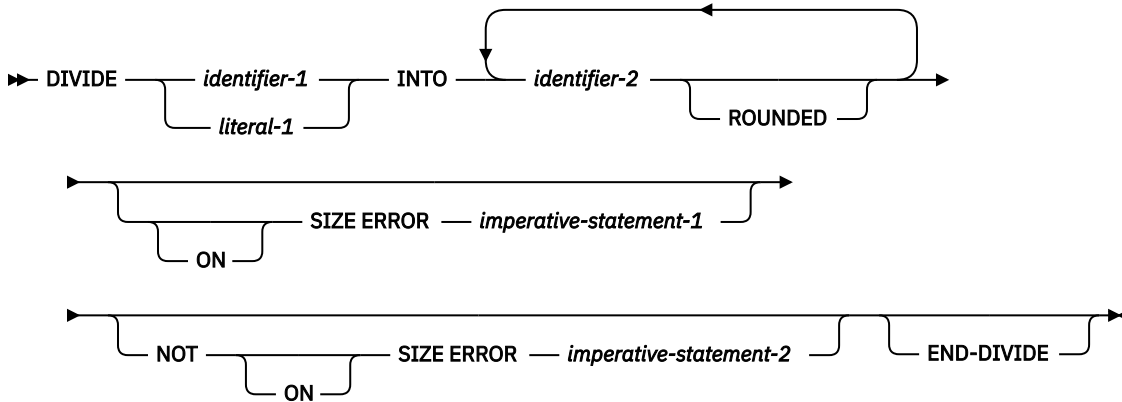 DIVIDE identifier-1 INTO identifier-2
literal-1 ROUNDED
SIZE ERROR imperative-statement-1
ON
NOT SIZE ERROR imperative-statement-2 END-DIVIDE
ON